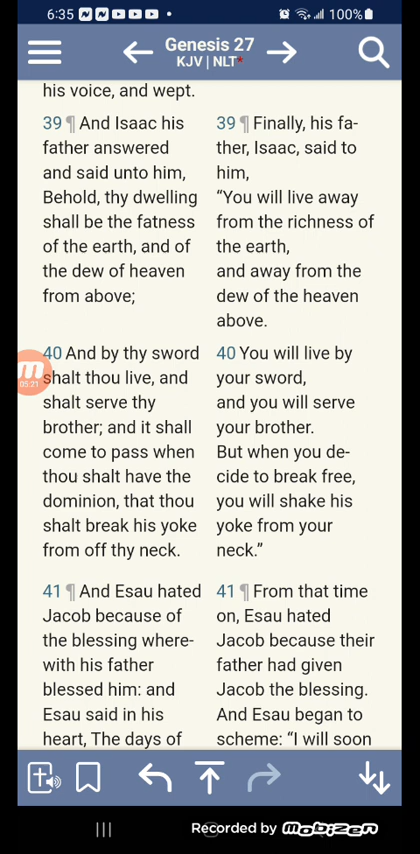 6:35
100%
Genesis 27
KJV | NLT*
his voice, and wept.
39 ¶ And Isaac his
father answered
and said unto him,
Behold, thy dwelling
shall be the fatness
of the earth, and of
the dew of heaven
from above;
39 ¶ Finally, his fa-
ther, Isaac, said to
him,
“You will live away
from the richness of
the earth,
and away from the
dew of the heaven
above.
40 And by thy sword
shalt thou live, and
shalt serve thy
brother; and it shall
come to pass when
thou shalt have the
dominion, that thou
shalt break his yoke
from off thy neck.
40 You will live by
your sword,
and you will serve
your brother.
But when you de-
cide to break free,
you will shake his
yoke from your
neck.”
41 ¶ And Esau hated
Jacob because of
the blessing where-
with his father
blessed him: and
Esau said in his
heart, The days of
41 ¶ From that time
on, Esau hated
Jacob because their
father had given
Jacob the blessing.
And Esau began to
scheme: “I will soon
05:21
Recorded by Mobizen